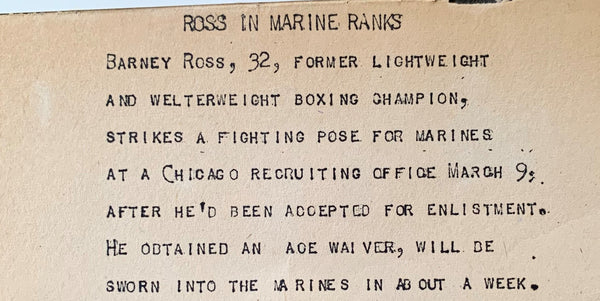 ROSS IN MARINE RANKS
BARNEY ROSS, 32, FORMER LIGHTWEIGHT
AND WELTERWEIGHT BOXING CHAMPION,
STRIKES A FIGHTING POSE FOR MARINES
AT A CHICAGO RECRUITING OFFICE MARCH 9,
AFTER HE'D BEEN ACCEPTED FOR ENLISTMENT.
HE OBTAINED AN AGE WAIVER, WILL BE
SWORN INTO THE MARINES IN ABOUT A WEEK.